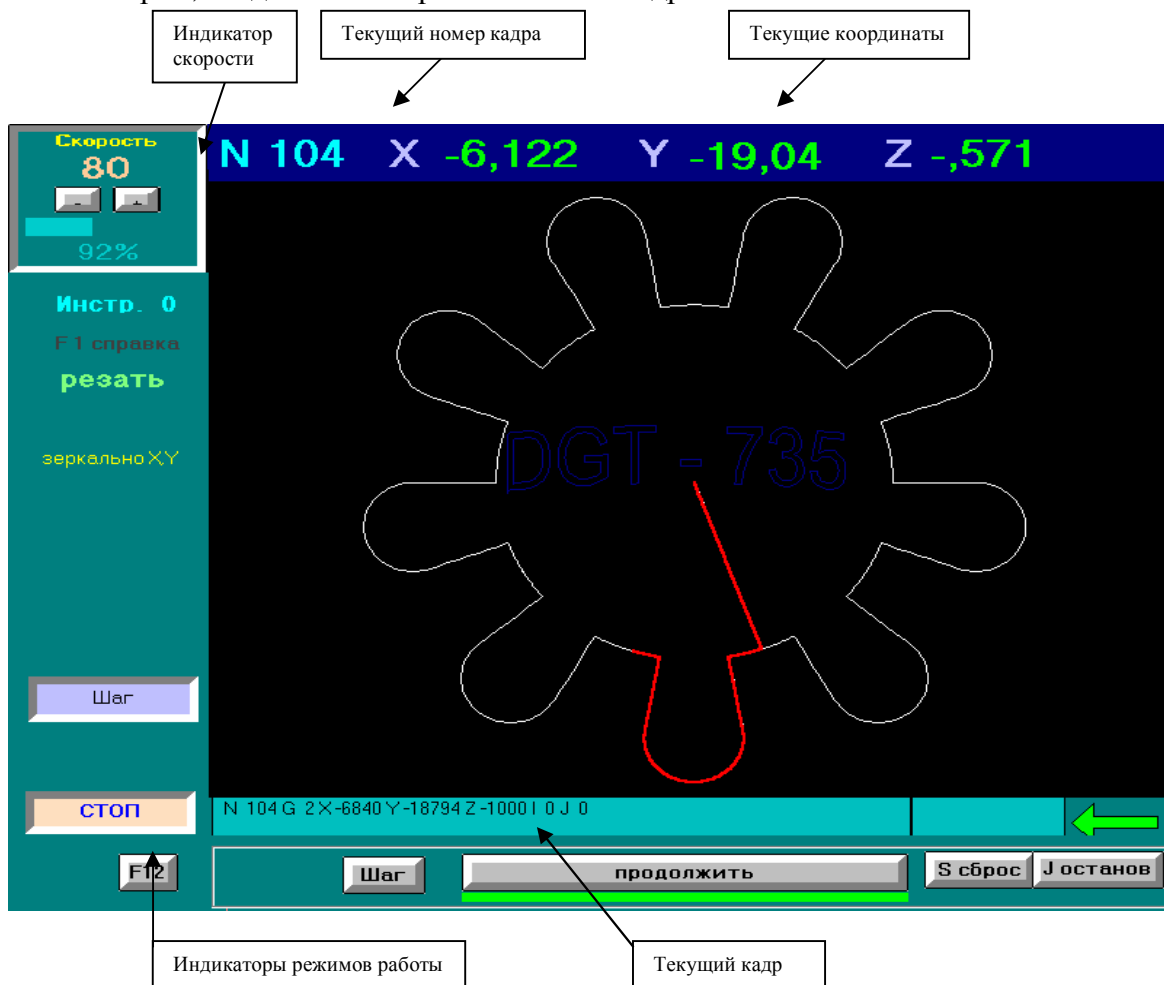 Индикатор
скорости
Текущий номер кадра
Текущие координаты
Скорость
80
- +
92%
N 104 X -6,122 Y -19,04 Z -,571
Инстр. 0
F1 справка
резать
зеркально X,Y
DGT - 735
Шаг
СТОП
N 104 G 2 X-6840 Y-18794 Z-1000 I 0 J 0
F12
Шаг
продолжить
S сброс
J останов
Индикаторы режимов работы
Текущий кадр